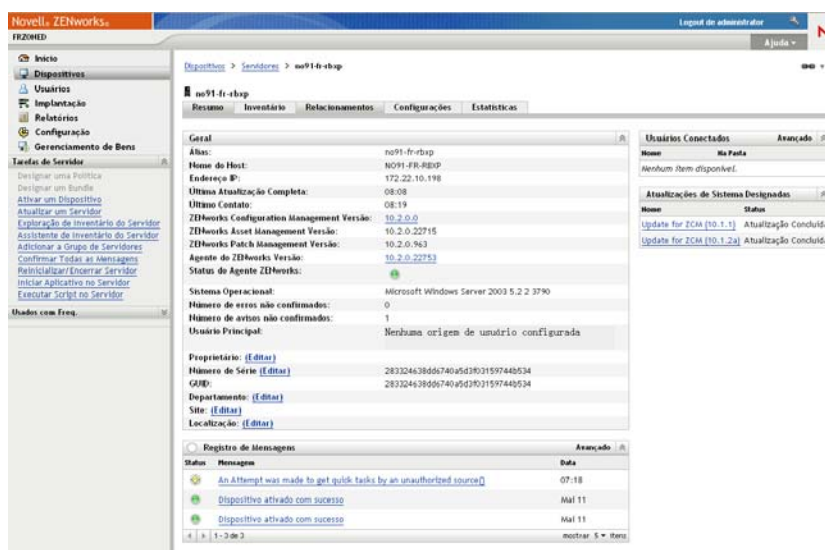 Novell® ZENworks®
Logout de administrator
FRZONED
Ajuda
Início
Dispositivos
Usuários
Implantação
Relatórios
Configuração
Gerenciamento de Bens
Tarefas de Servidor
Designar uma Política
Designar um Bundle
Ativar um Dispositivo
Atualizar um Servidor
Exploração de Inventário do Servidor
Assistente de Inventário do Servidor
Adicionar a Grupo de Servidores
Confirmar Todas as Mensagens
Reinicializar/Encerrar Servidor
Iniciar Aplicativo no Servidor
Executar Script no Servidor
Usados com Freq.
Dispositivos > Servidores > no91-fr-rbxp
no91-fr-rbxp
Resumo Inventário Relacionamentos Configurações Estatísticas
Geral
Álias: no91-fr-rbxp
Nome do Host: NO91-FR-RBXP
Endereço IP: 172.22.10.198
Última Atualização Completa: 08:08
Último Contato: 08:19
ZENworks Configuration Management Versão: 10.2.0.0
ZENworks Asset Management Versão: 10.2.0.22715
ZENworks Patch Management Versão: 10.2.0.963
Agente do ZENworks Versão: 10.2.0.22753
Status do Agente ZENworks:
Sistema Operacional: Microsoft Windows Server 2003 5.2 2 3790
Número de erros não confirmados: 0
Número de avisos não confirmados: 1
Usuário Principal: Nenhuma origem de usuário configurada
Proprietário: (Editar)
Número de Série (Editar) 283324638dd6740a5d3f03159744b534
GUID: 283324638dd6740a5d3f03159744b534
Departamento: (Editar)
Site: (Editar)
Localização: (Editar)
Registro de Mensagens Avançado
Status Mensagem Data
An Attempt was made to get quick tasks by an unauthorized source[] 07:18
Dispositivo ativado com sucesso Mai 11
Dispositivo ativado com sucesso Mai 11
1 - 3 de 3 mostrar 5 itens
Usuários Conectados Avançado
Nome Na Pasta
Nenhum item disponível.
Atualizações de Sistema Designadas
Nome Status
Update for ZCM (10.1.1) Atualização Concluíd
Update for ZCM (10.1.2a) Atualização Concluíd